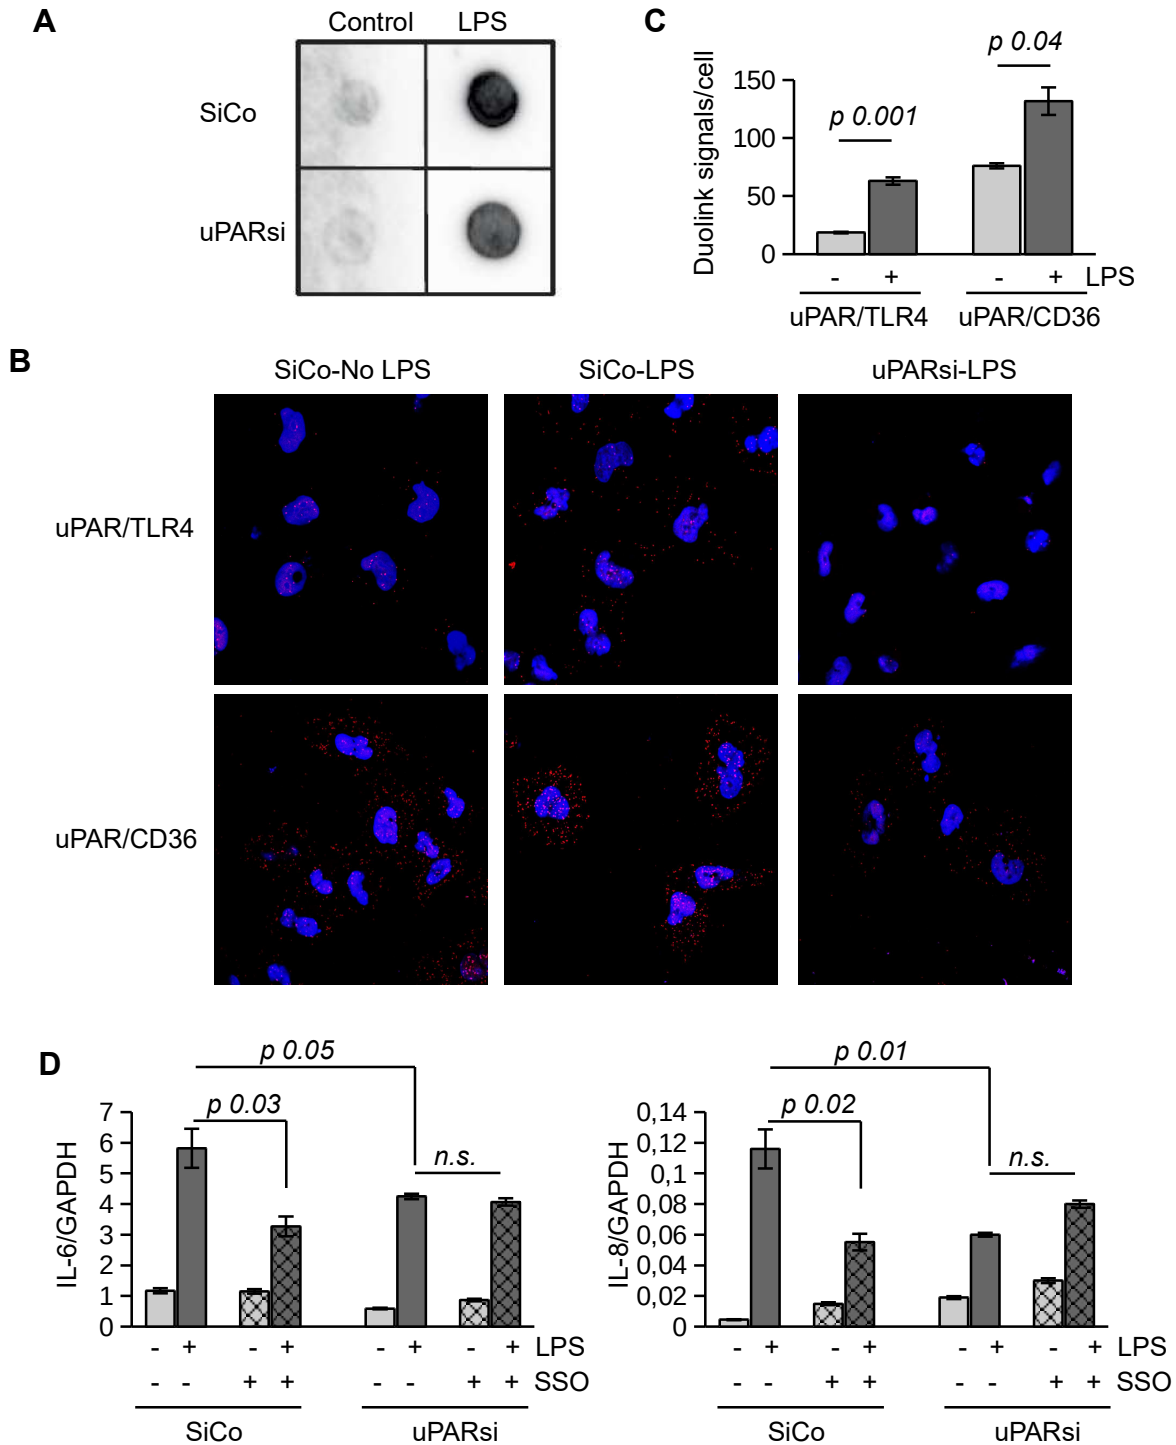 A
Control LPS
SiCo
uPARsi
C
Duolink signals/cell
150
100
50
0
p 0.001
p 0.04
- + - + LPS
uPAR/TLR4 uPAR/CD36
B
SiCo-No LPS SiCo-LPS uPARsi-LPS
uPAR/TLR4
uPAR/CD36
D
IL-6/GAPDH
7
6
5
4
3
2
1
0
p 0.05
p 0.03
n.s.
- + - + - + - +
- - + + - - + +
SiCo uPARsi
IL-8/GAPDH
0,14
0,12
0,1
0,08
0,06
0,04
0,02
0
p 0.01
p 0.02
n.s.
- + - + - + - + LPS
- - + + - - + + SSO
SiCo uPARsi
LPS
SSO